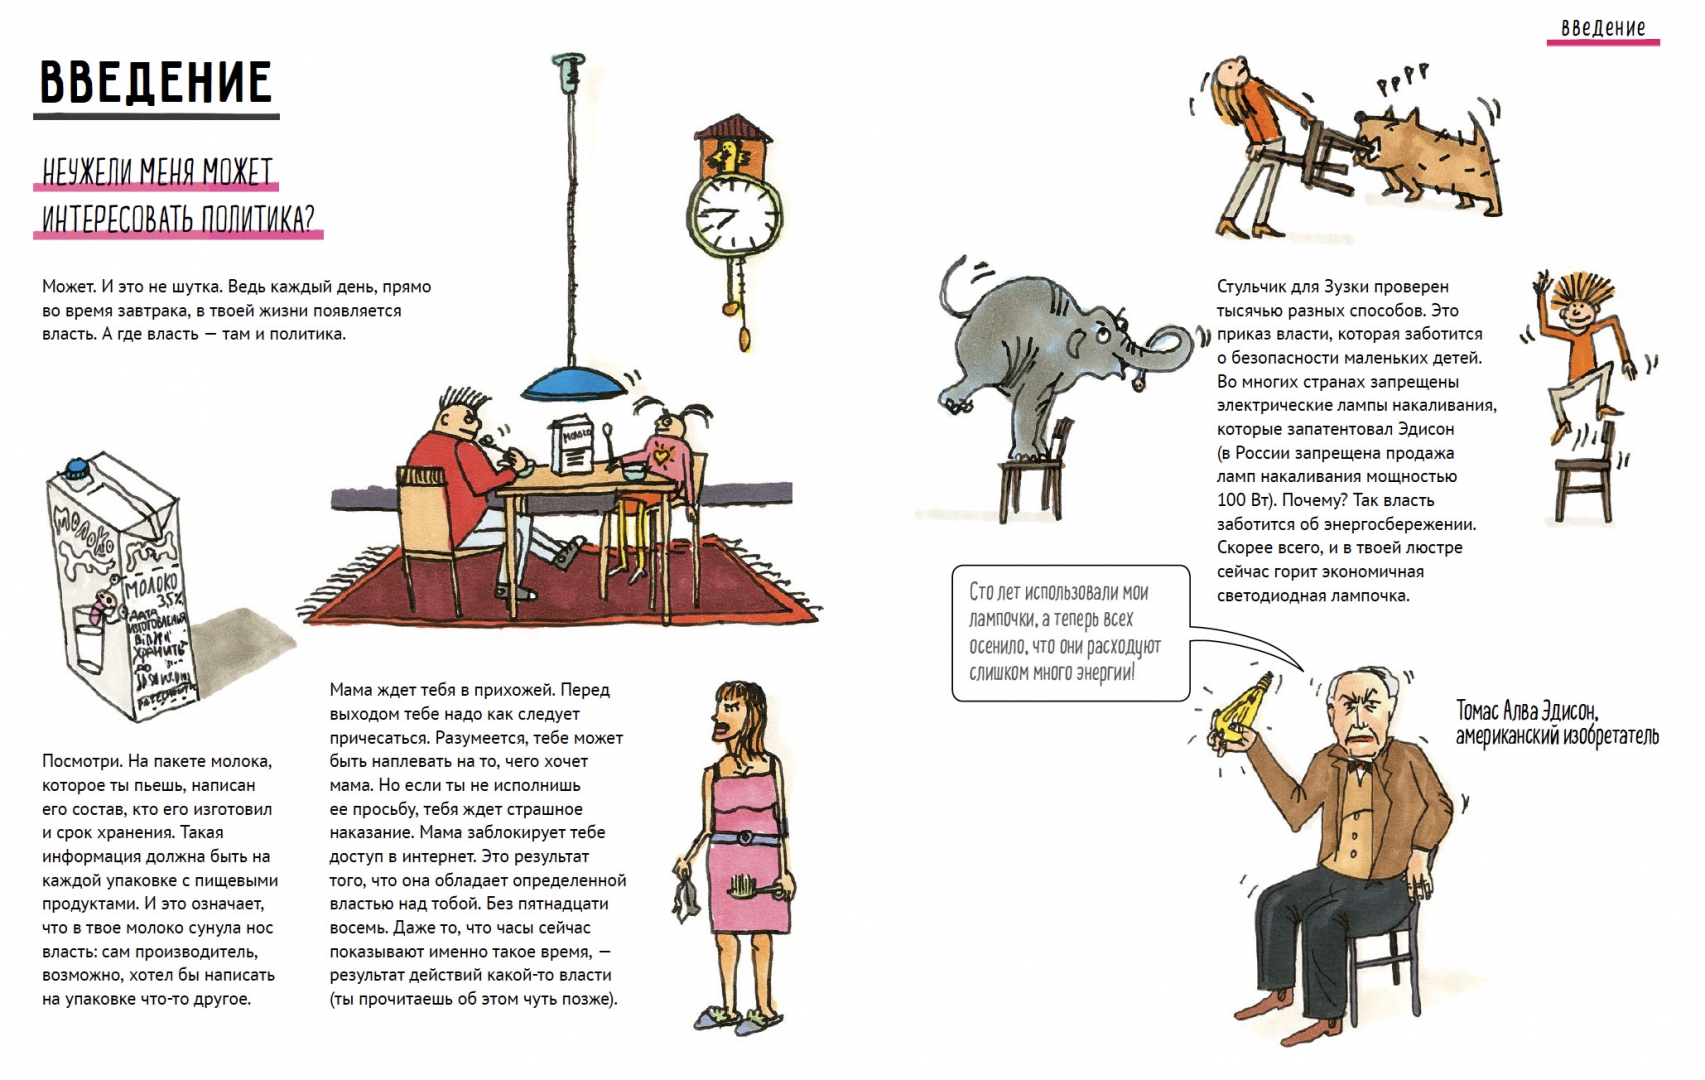 введение
ВВЕДЕНИЕ
НЕУЖЕЛИ МЕНЯ МОЖЕТ
ИНТЕРЕСОВАТЬ ПОЛИТИКА?
Может. И это не шутка. Ведь каждый день, прямо
во время завтрака, в твоей жизни появляется
власть. А где власть — там и политика.
МОЛОКО
МОЛОКО
МОЛОКО
3,5%
ДАТА
ХРАНИТЬ
ДО
Посмотри. На пакете молока,
которое ты пьешь, написан
его состав, кто его изготовил
и срок хранения. Такая
информация должна быть на
каждой упаковке с пищевыми
продуктами. И это означает,
что в твое молоко сунула нос
власть: сам производитель,
возможно, хотел бы написать
на упаковке что-то другое.
Мама ждет тебя в прихожей. Перед
выходом тебе надо как следует
причесаться. Разумеется, тебе может
быть наплевать на то, чего хочет
мама. Но если ты не исполнишь
ее просьбу, тебя ждет страшное
наказание. Мама заблокирует тебе
доступ в интернет. Это результат
того, что она обладает определенной
властью над тобой. Без пятнадцати
восемь. Даже то, что часы сейчас
показывают именно такое время, —
результат действий какой-то власти
(ты прочитаешь об этом чуть позже).
Стульчик для Зузки проверен
тысячью разных способов. Это
приказ власти, которая заботится
о безопасности маленьких детей.
Во многих странах запрещены
электрические лампы накаливания,
которые запатентовал Эдисон
(в России запрещена продажа
ламп накаливания мощностью
100 Вт). Почему? Так власть
заботится об энергосбережении.
Скорее всего, и в твоей люстре
сейчас горит экономичная
светодиодная лампочка.
Сто лет использовали мои
лампочки, а теперь всех
осенило, что они расходуют
слишком много энергии!
Томас Алва Эдисон,
американский изобретатель